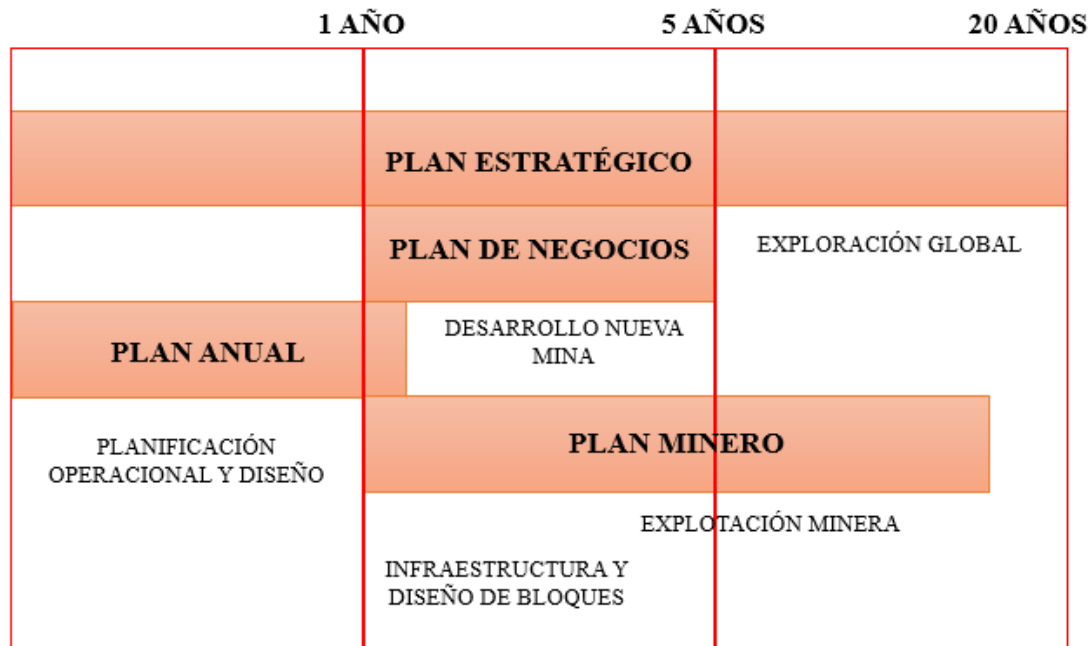 1 AÑO
5 AÑOS
20 AÑOS
PLAN ESTRATÉGICO
PLAN DE NEGOCIOS
EXPLORACIÓN GLOBAL
PLAN ANUAL
DESARROLLO NUEVA
MINA
PLANIFICACIÓN
OPERACIONAL Y DISEÑO
PLAN MINERO
EXPLOTACIÓN MINERA
INFRAESTRUCTURA Y
DISEÑO DE BLOQUES